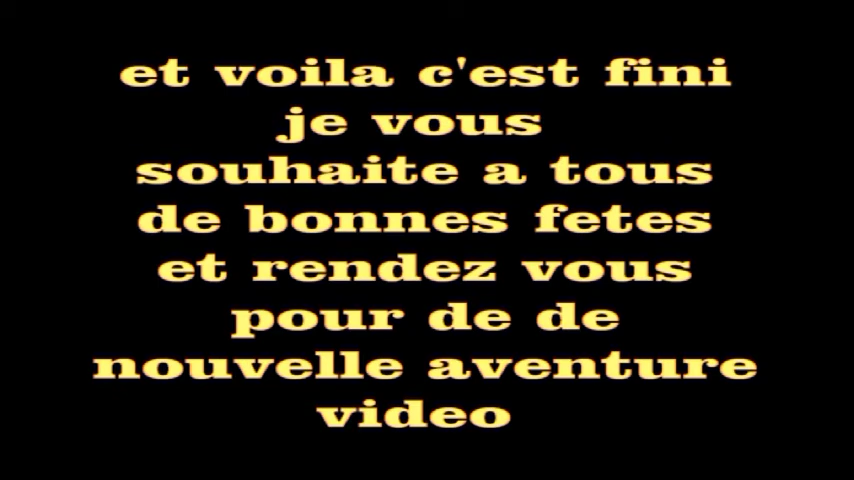 et voila c'est fini
je vous
souhaite a tous
de bonnes fetes
et rendez vous
pour de de
nouvelle aventure
video